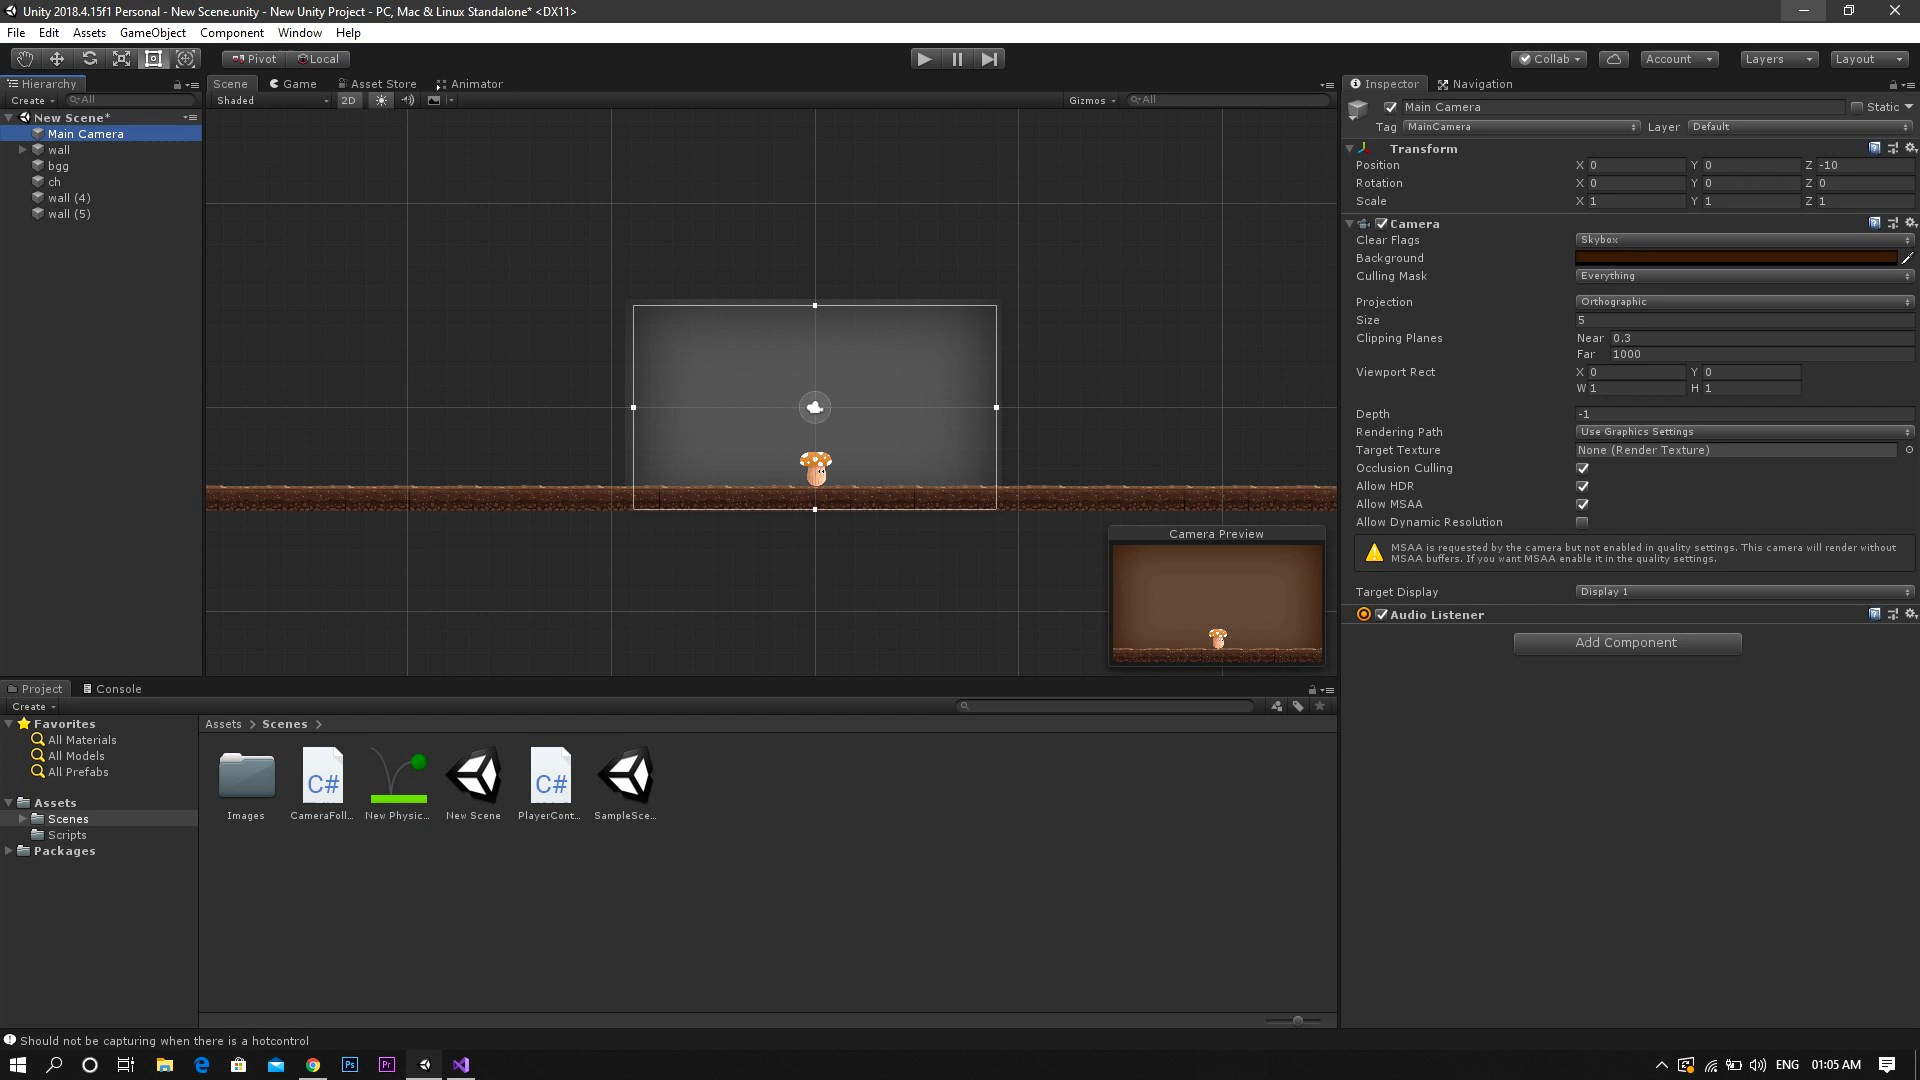 Unity 2018.4.15f1 Personal - New Scene.unity - New Unity Project - PC, Mac & Linux Standalone* <DX11>
File Edit Assets GameObject Component Window Help
Pivot Local Collab Account Layers Layout
Hierarchy Scene Game Asset Store Animator Inspector Navigation
Create All Shaded 2D Gizmos All
New Scene*
Main Camera
wall
bgg
ch
wall (4)
wall (5)
Main Camera Static
Tag MainCamera Layer Default
Transform
Position X 0 Y 0 Z -10
Rotation X 0 Y 0 Z 0
Scale X 1 Y 1 Z 1
Camera
Clear Flags Skybox
Background
Culling Mask Everything
Projection Orthographic
Size 5
Clipping Planes Near 0.3
Far 1000
Viewport Rect X 0 Y 0
W 1 H 1
Depth -1
Rendering Path Use Graphics Settings
Target Texture None (Render Texture)
Occlusion Culling
Allow HDR
Allow MSAA
Allow Dynamic Resolution
MSAA is requested by the camera but not enabled in quality settings. This camera will render without
MSAA buffers. If you want MSAA enable it in the quality settings.
Target Display Display 1
Audio Listener
Add Component
Camera Preview
Project Console
Create
Favorites
All Materials
All Models
All Prefabs
Assets
Scenes
Scripts
Packages
Assets > Scenes >
C# C#
Images CameraFoll... New Physic... New Scene PlayerCont... SampleSce...
Should not be capturing when there is a hotcontrol
Ps Pr ENG 01:05 AM